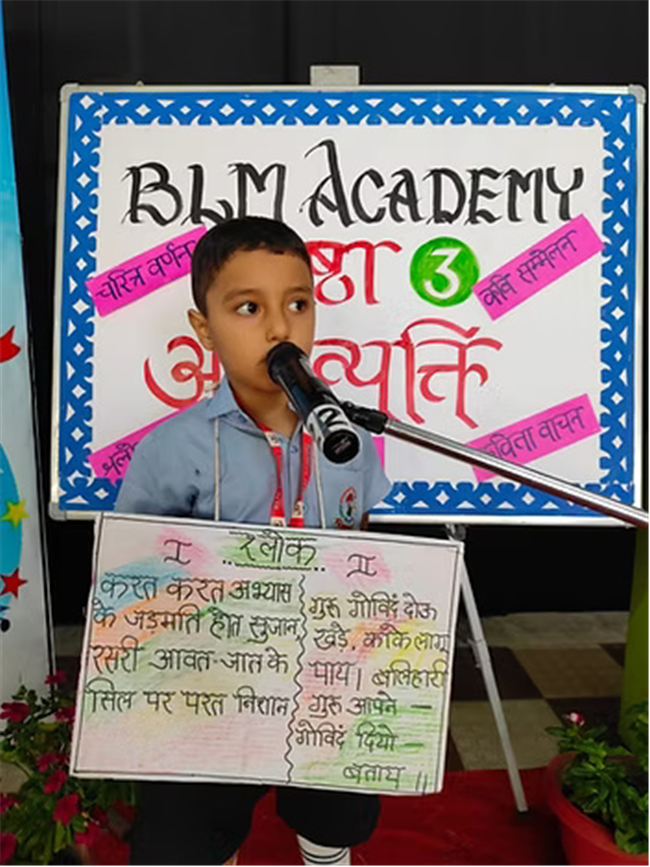 BLM ACADEMY
चरित्र वर्णन
3
कवि सम्मेलन
कविता वाचन
I श्लोक II
करत करत अभ्यास
के जड़मति होत सुजान,
रसरी आवत-जात के
सिल पर परत निशान
गुरू गोविंद दोऊ
खड़े, काके लागू
पाय। बलिहारी
गुरू आपने –
गोविंद दियो –
बताय ॥